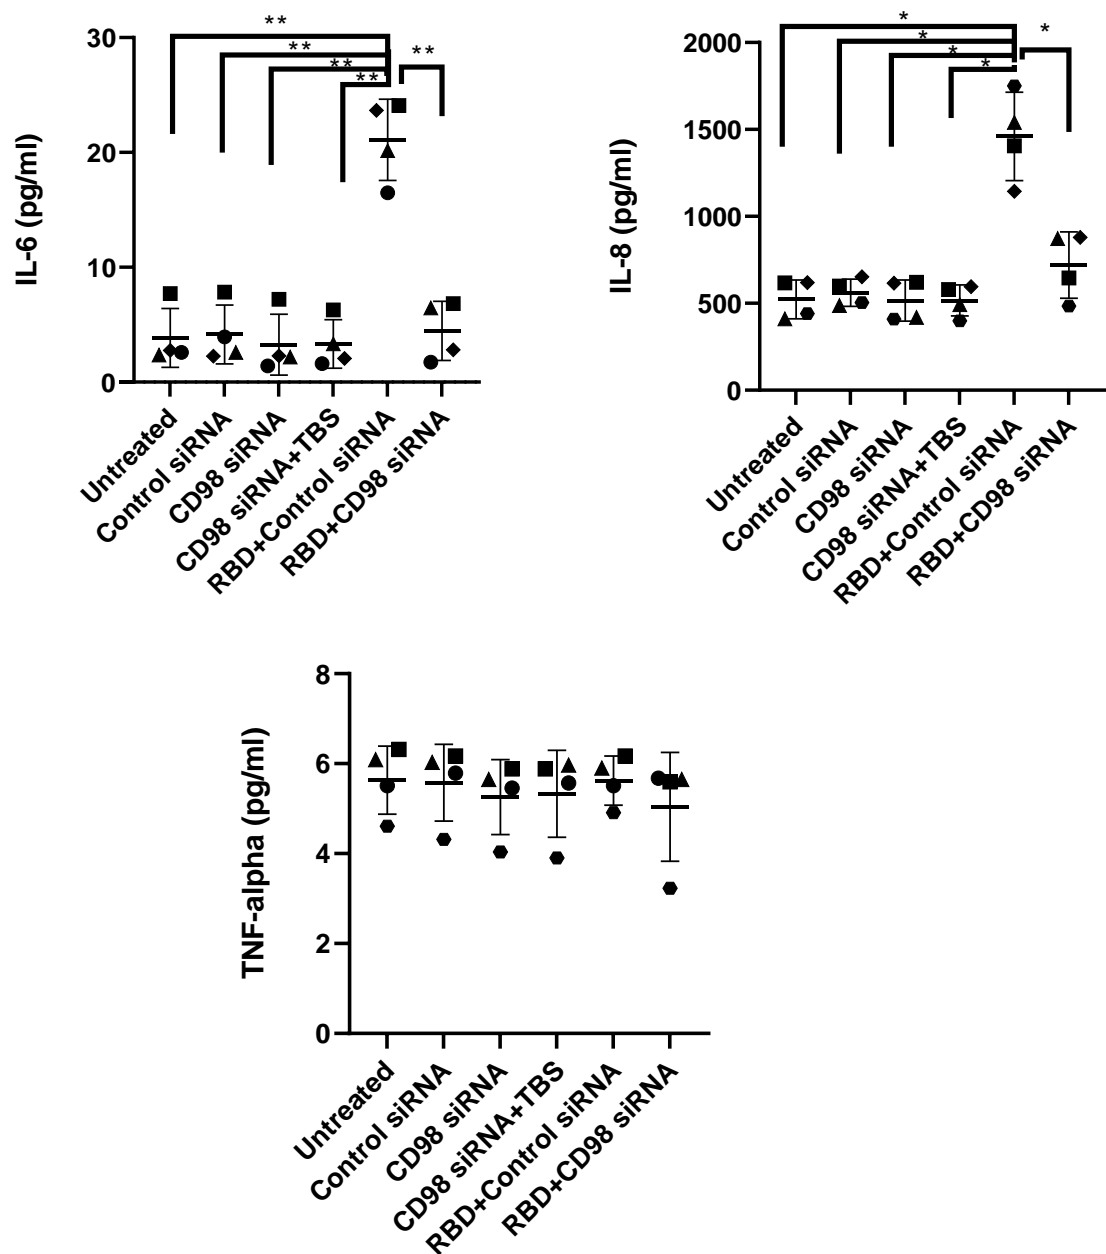 IL-6 (pg/ml)
30
20
10
0
**
**
**
**
**
Untreated
Control siRNA
CD98 siRNA
CD98 siRNA+TBS
RBD+Control siRNA
RBD+CD98 siRNA
IL-8 (pg/ml)
2000
1500
1000
500
0
*
*
*
*
*
Untreated
Control siRNA
CD98 siRNA
CD98 siRNA+TBS
RBD+Control siRNA
RBD+CD98 siRNA
TNF-alpha (pg/ml)
8
6
4
2
0
Untreated
Control siRNA
CD98 siRNA
CD98 siRNA+TBS
RBD+Control siRNA
RBD+CD98 siRNA